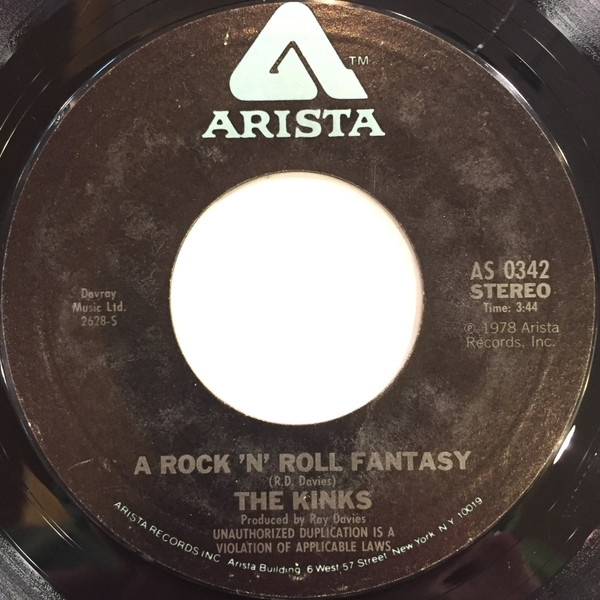 TM
ARISTA
Davray
Music Ltd.
2628-S
AS 0342
STEREO
Time: 3:44
℗ 1978 Arista
Records, Inc.
A ROCK 'N' ROLL FANTASY
(R.D. Davies)
THE KINKS
Produced by Ray Davies
UNAUTHORIZED DUPLICATION IS A
VIOLATION OF APPLICABLE LAWS
ARISTA RECORDS INC. Arista Building 6 West 57 Street New York N.Y. 10019